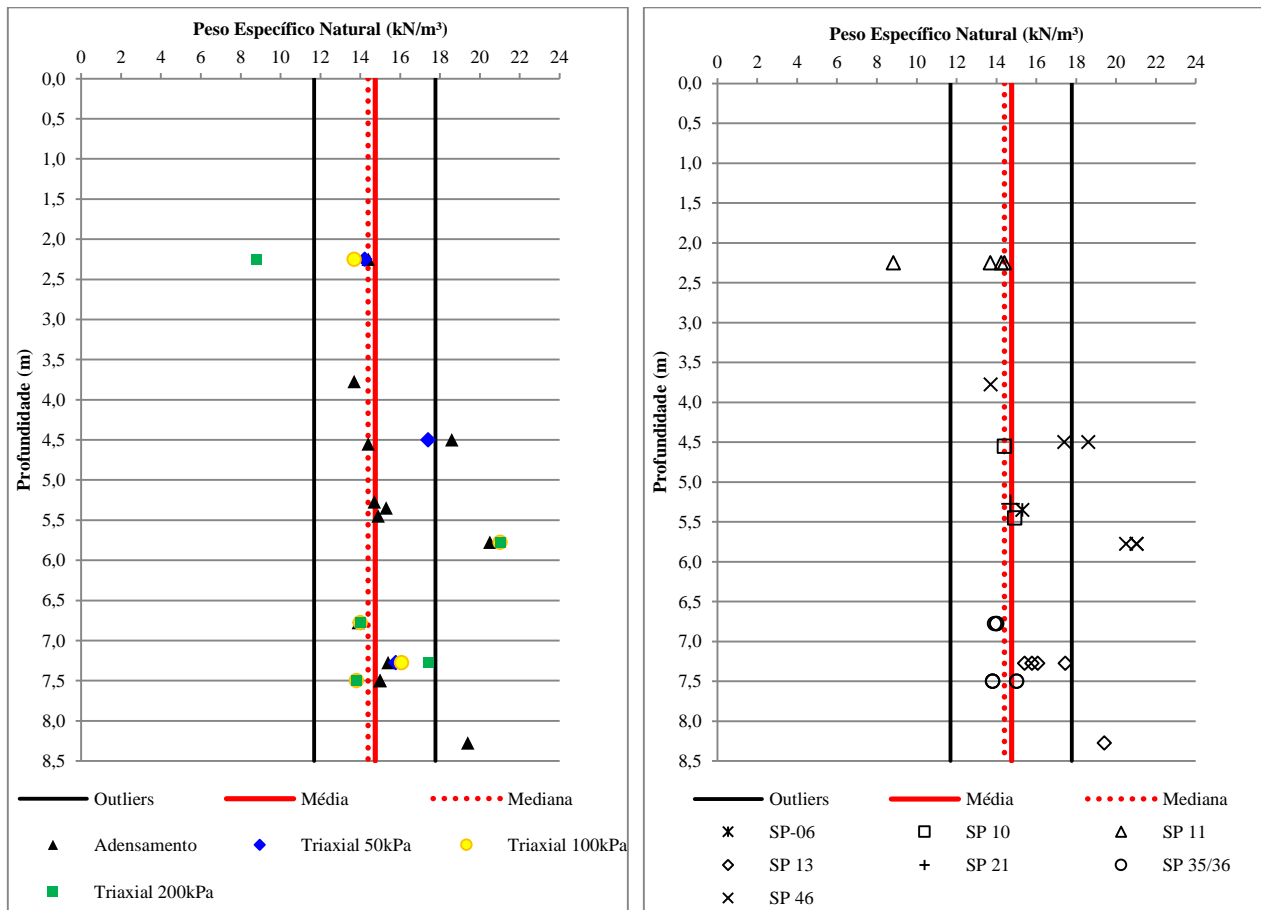 Peso Específico Natural (kN/m³)
0 2 4 6 8 10 12 14 16 18 20 22 24
0,0
0,5
1,0
1,5
2,0
2,5
3,0
3,5
4,0
4,5
5,0
5,5
6,0
6,5
7,0
7,5
8,0
8,5
Profundidade (m)
Outliers Média Mediana
Adensamento Triaxial 50kPa Triaxial 100kPa
Triaxial 200kPa
Peso Específico Natural (kN/m³)
0 2 4 6 8 10 12 14 16 18 20 22 24
0,0
0,5
1,0
1,5
2,0
2,5
3,0
3,5
4,0
4,5
5,0
5,5
6,0
6,5
7,0
7,5
8,0
8,5
Profundidade (m)
Outliers Média Mediana
SP-06 SP 10 SP 11
SP 13 SP 21 SP 35/36
SP 46